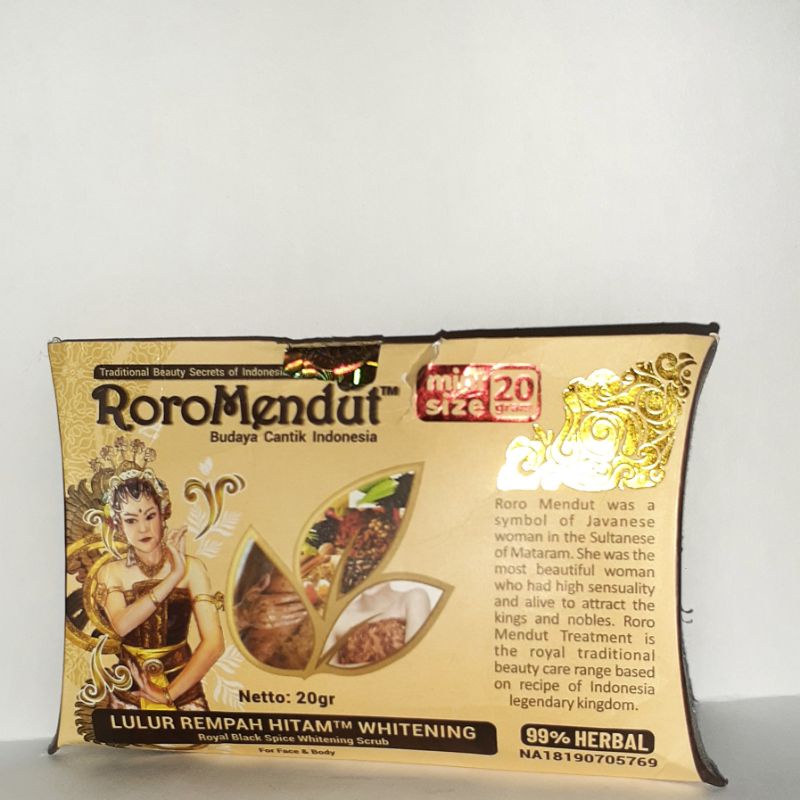 Traditional Beauty Secrets of Indonesia
RoroMendut™
Budaya Cantik Indonesia
mini size 20 gram
Roro Mendut was a
symbol of Javanese
woman in the Sultanese
of Mataram. She was the
most beautiful woman
who had high sensuality
and alive to attract the
kings and nobles. Roro
Mendut Treatment is
the royal traditional
beauty care range based
on recipe of Indonesia
legendary kingdom.
Netto: 20gr
LULUR REMPAH HITAM™ WHITENING
Royal Black Spice Whitening Scrub
For Face & Body
99% HERBAL
NA18190705769